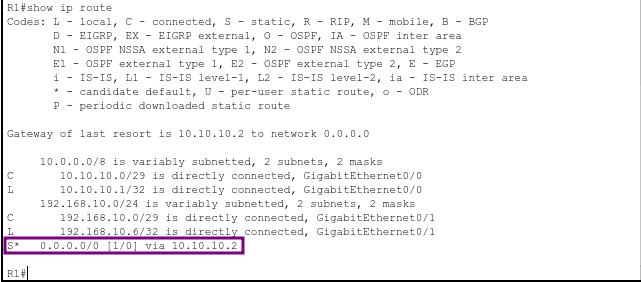 R1#show ip route
Codes: L - local, C - connected, S - static, R - RIP, M - mobile, B - BGP
       D - EIGRP, EX - EIGRP external, O - OSPF, IA - OSPF inter area
       N1 - OSPF NSSA external type 1, N2 - OSPF NSSA external type 2
       E1 - OSPF external type 1, E2 - OSPF external type 2, E - EGP
       i - IS-IS, L1 - IS-IS level-1, L2 - IS-IS level-2, ia - IS-IS inter area
       * - candidate default, U - per-user static route, o - ODR
       P - periodic downloaded static route

Gateway of last resort is 10.10.10.2 to network 0.0.0.0

     10.0.0.0/8 is variably subnetted, 2 subnets, 2 masks
C       10.10.10.0/29 is directly connected, GigabitEthernet0/0
L       10.10.10.1/32 is directly connected, GigabitEthernet0/0
     192.168.10.0/24 is variably subnetted, 2 subnets, 2 masks
C       192.168.10.0/29 is directly connected, GigabitEthernet0/1
L       192.168.10.6/32 is directly connected, GigabitEthernet0/1
S*   0.0.0.0/0 [1/0] via 10.10.10.2

R1#